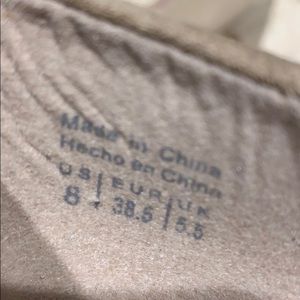 Made in China
Hecho en China
US | EUR | UK
8 | 38.5 | 5.5